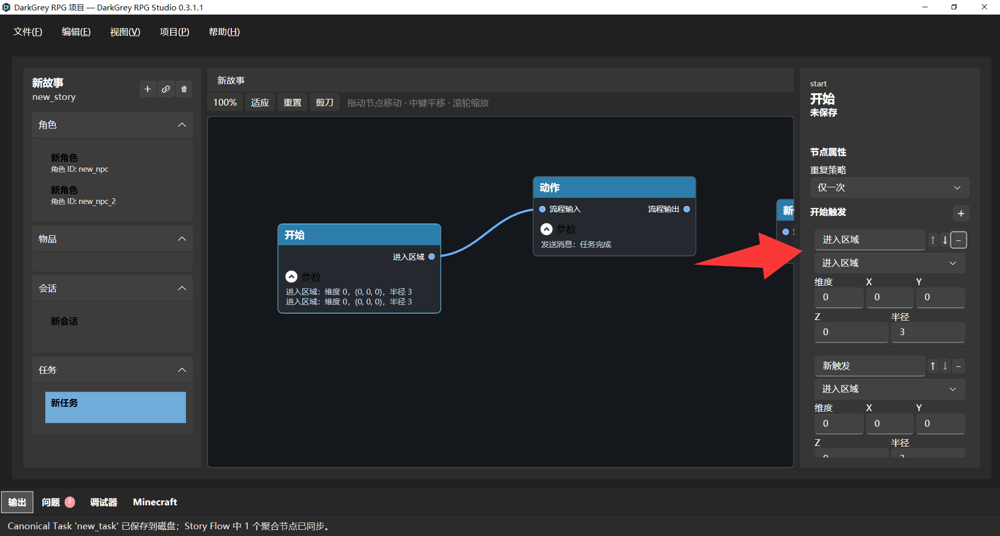 DarkGrey RPG 项目 — DarkGrey RPG Studio 0.3.1.1
文件(F) 编辑(E) 视图(V) 项目(P) 帮助(H)
新故事
new_story
角色
新角色
角色 ID: new_npc
新角色
角色 ID: new_npc_2
物品
会话
新会话
任务
新任务
新故事
100% 适应 重置 剪刀 拖动节点移动 · 中键平移 · 滚轮缩放
开始
进入区域
参数
进入区域：维度 0，(0, 0, 0)，半径 3
进入区域：维度 0，(0, 0, 0)，半径 3
动作
流程输入 流程输出
参数
发送消息：任务完成
新
start
开始
未保存
节点属性
重复策略
仅一次
开始触发 +
进入区域 ↑ ↓ −
进入区域
维度 X Y
0 0 0
Z 半径
0 3
新触发 ↑ ↓ −
进入区域
维度 X Y
0 0 0
Z 半径
输出 问题 3 调试器 Minecraft
Canonical Task 'new_task' 已保存到磁盘；Story Flow 中 1 个聚合节点已同步。